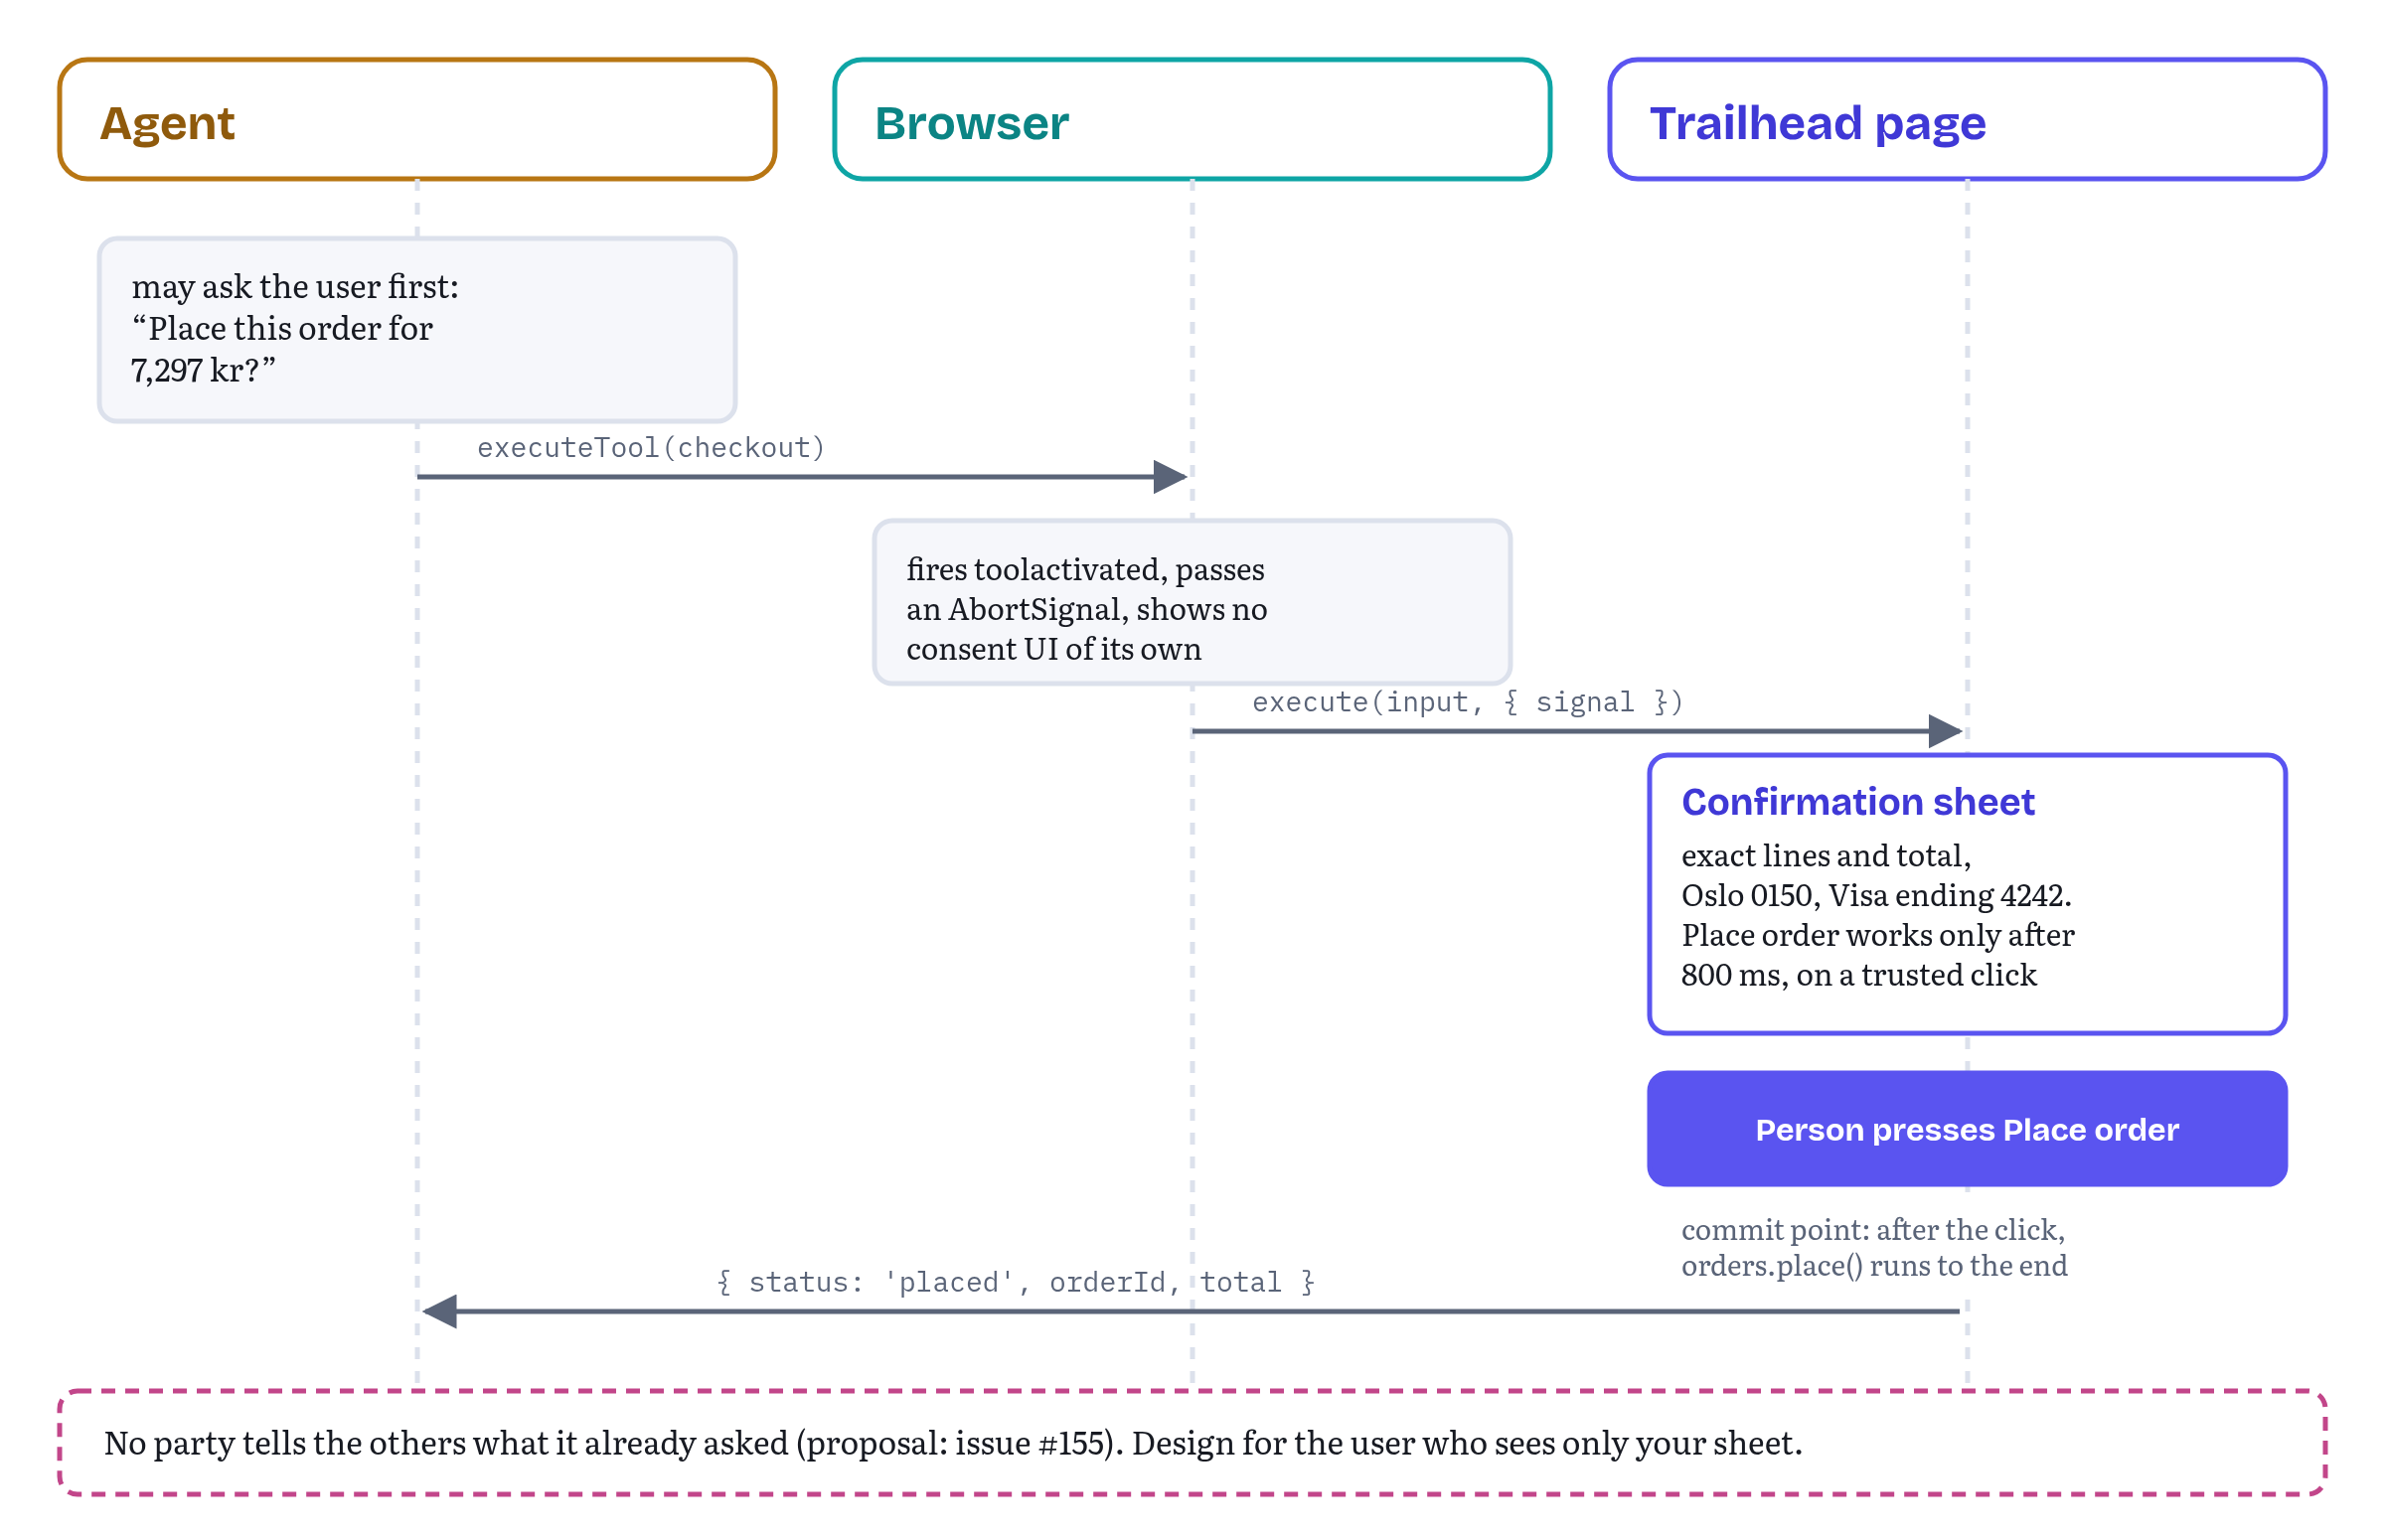 Agent
Browser
Trailhead page
may ask the user first:
“Place this order for
7,297 kr?”
executeTool(checkout)
fires toolactivated, passes
an AbortSignal, shows no
consent UI of its own
execute(input, { signal })
Confirmation sheet
exact lines and total,
Oslo 0150, Visa ending 4242.
Place order works only after
800 ms, on a trusted click
Person presses Place order
commit point: after the click,
orders.place() runs to the end
{ status: 'placed', orderId, total }
No party tells the others what it already asked (proposal: issue #155). Design for the user who sees only your sheet.